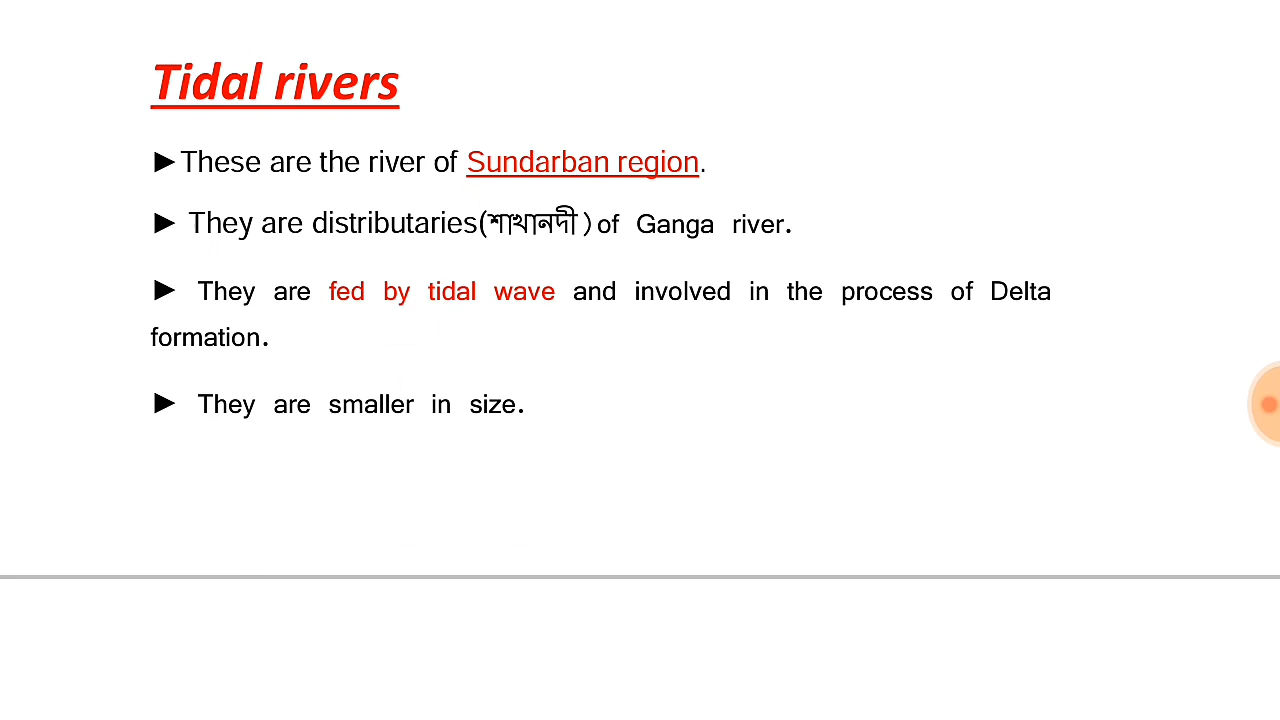 Tidal rivers
►These are the river of Sundarban region.
► They are distributaries(শাখানদী ) of Ganga river.
► They are fed by tidal wave and involved in the process of Delta
formation.
► They are smaller in size.